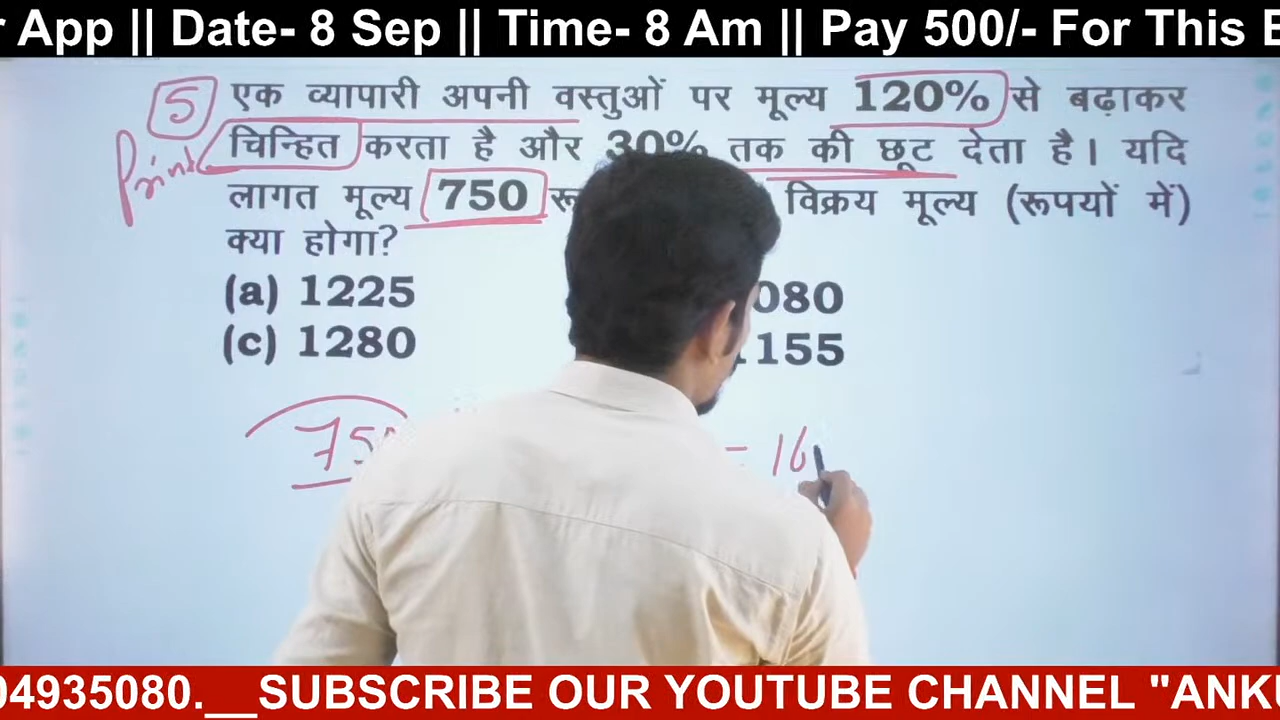 App || Date- 8 Sep || Time- 8 Am || Pay 500/- For This
5 एक व्यापारी अपनी वस्तुओं पर मूल्य 120% से बढ़ाकर
Print चिन्हित करता है और 30% तक की छूट देता है। यदि
लागत मूल्य 750 विक्रय मूल्य (रूपयों में)
क्या होगा?
(a) 1225 080
(c) 1280 1155
75 = 16
04935080.__SUBSCRIBE OUR YOUTUBE CHANNEL "ANK